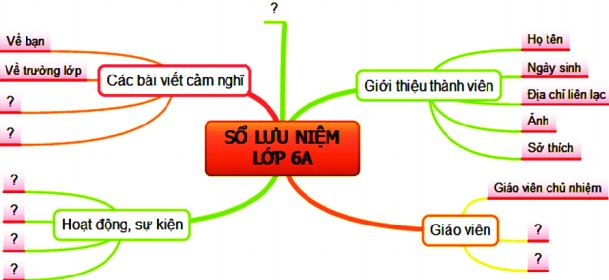 ?
Về bạn
Về trường lớp
?
?
Các bài viết cảm nghĩ
Giới thiệu thành viên
Họ tên
Ngày sinh
Địa chỉ liên lạc
Ảnh
Sở thích
SỔ LƯU NIỆM
LỚP 6A
?
?
?
?
Hoạt động, sự kiện
Giáo viên
Giáo viên chủ nhiệm
?
?